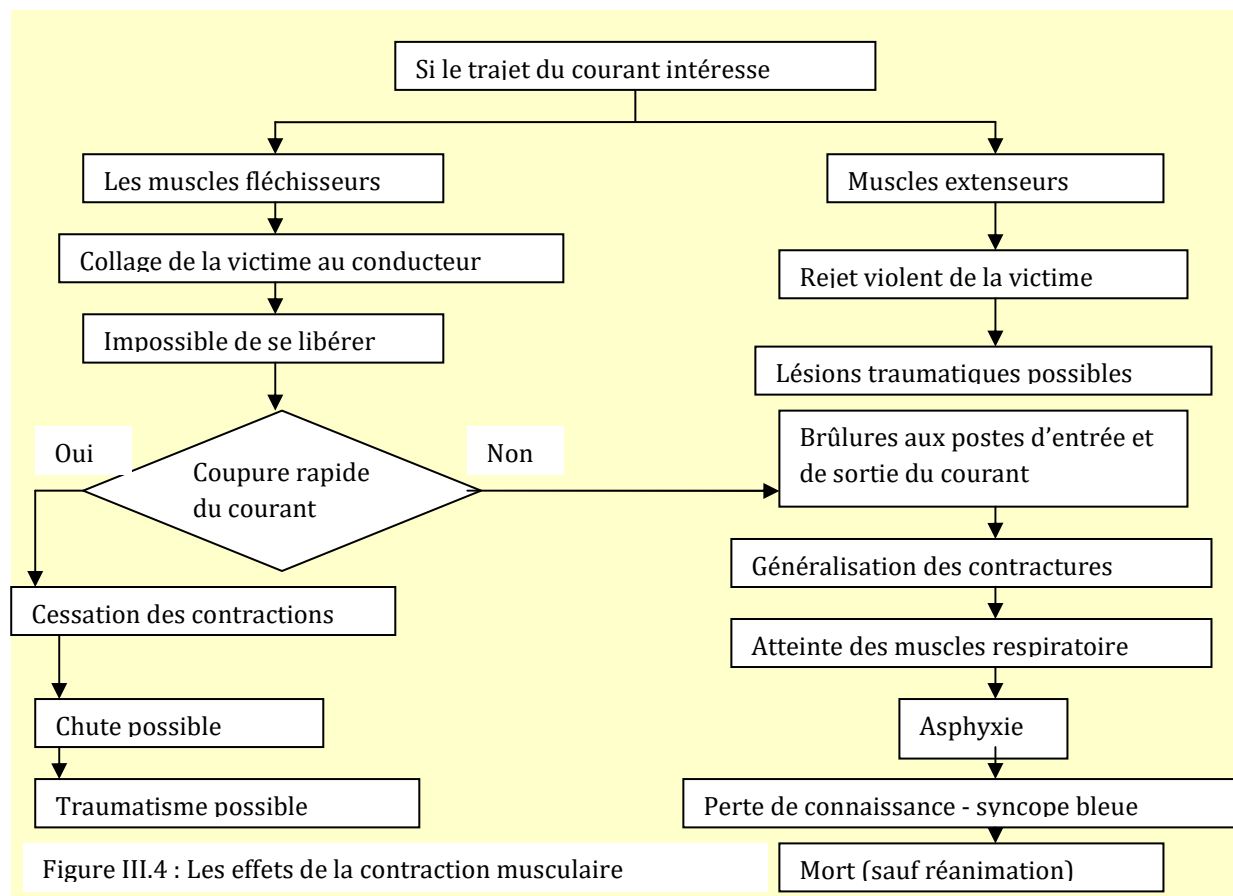 Si le trajet du courant intéresse
Les muscles fléchisseurs
Muscles extenseurs
Collage de la victime au conducteur
Rejet violent de la victime
Impossible de se libérer
Lésions traumatiques possibles
Oui
Coupure rapide
du courant
Non
Brûlures aux postes d’entrée et
de sortie du courant
Généralisation des contractures
Cessation des contractions
Atteinte des muscles respiratoire
Chute possible
Asphyxie
Traumatisme possible
Perte de connaissance - syncope bleue
Figure III.4 : Les effets de la contraction musculaire
Mort (sauf réanimation)